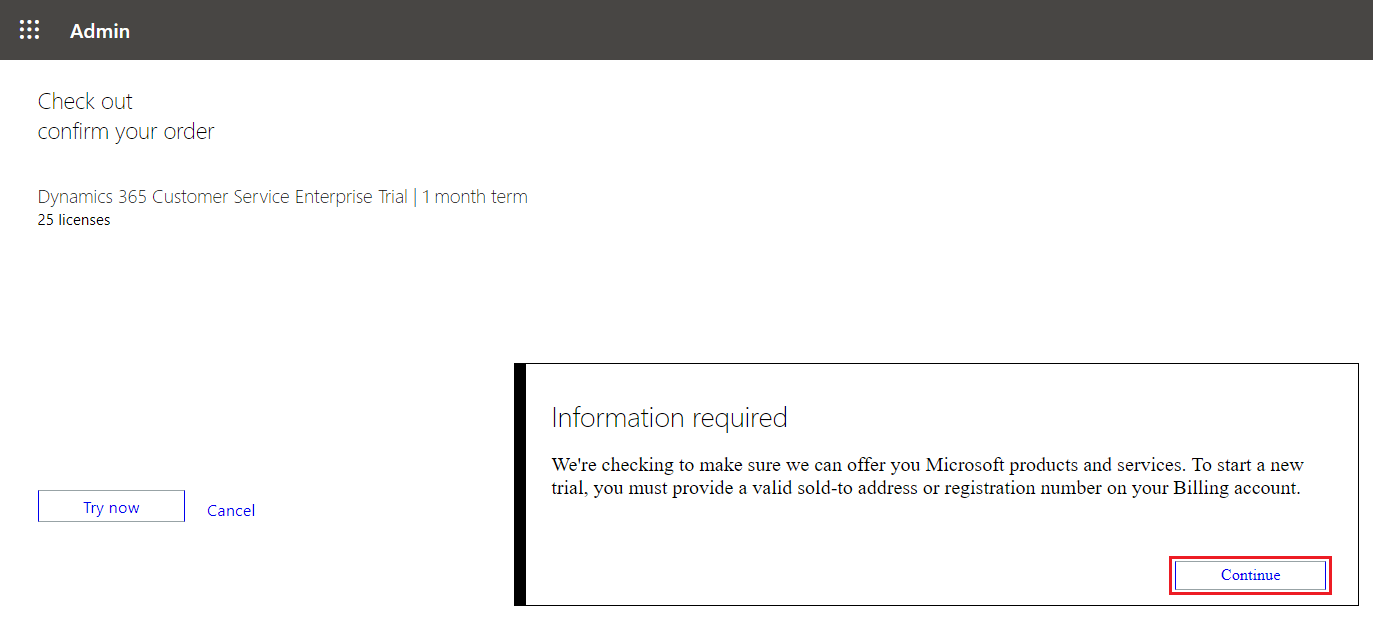 Admin
Check out
confirm your order
Dynamics 365 Customer Service Enterprise Trial | 1 month term
25 licenses
Information required
We're checking to make sure we can offer you Microsoft products and services. To start a new
trial, you must provide a valid sold-to address or registration number on your Billing account.
Try now
Cancel
Continue